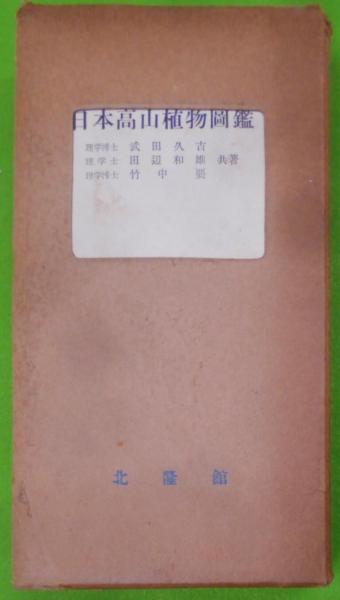 日本高山植物圖鑑
理学博士 武田久吉
理学士 田辺和雄 共著
理学博士 竹中要
北隆館